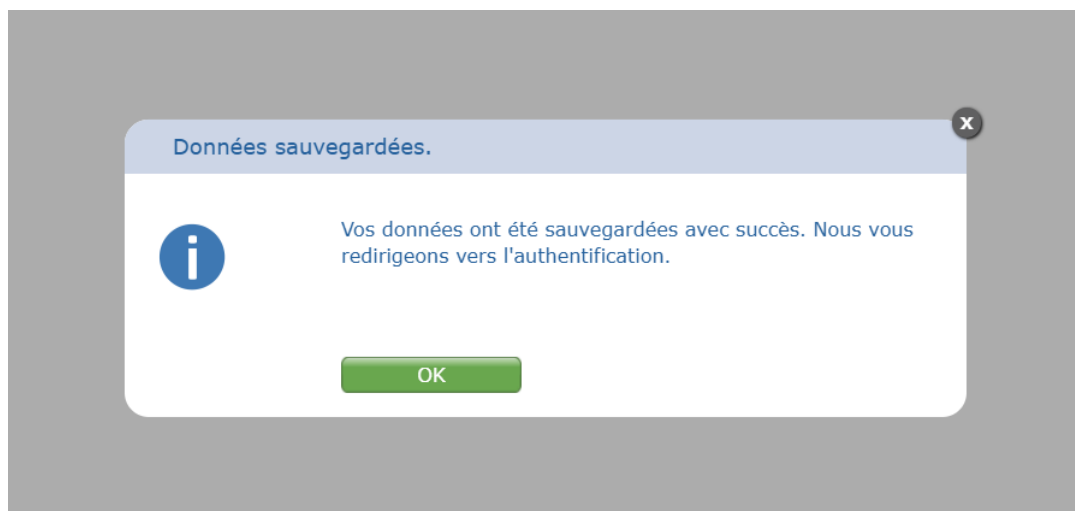 x
Données sauvegardées.
i
Vos données ont été sauvegardées avec succès. Nous vous
redirigeons vers l'authentification.
OK